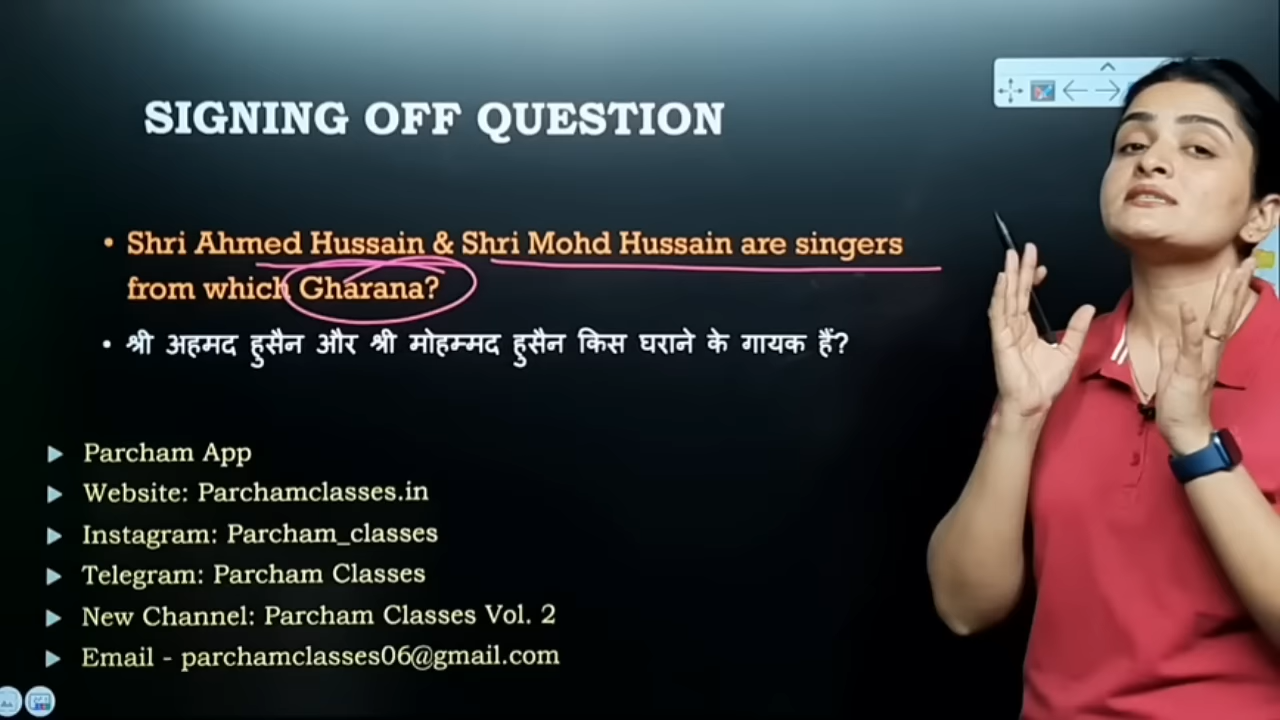 SIGNING OFF QUESTION
• Shri Ahmed Hussain & Shri Mohd Hussain are singers
from which Gharana?
• श्री अहमद हुसैन और श्री मोहम्मद हुसैन किस घराने के गायक हैं?
Parcham App
Website: Parchamclasses.in
Instagram: Parcham_classes
Telegram: Parcham Classes
New Channel: Parcham Classes Vol. 2
Email - parchamclasses06@gmail.com